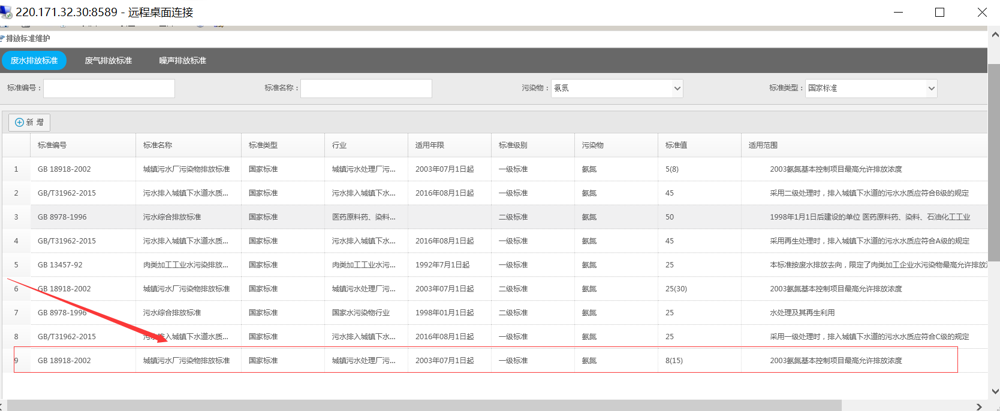 220.171.32.30:8589 - 远程桌面连接
排放标准维护
废水排放标准 废气排放标准 噪声排放标准
标准编号： 标准名称： 污染物： 氨氮 标准类型： 国家标准
新 增
标准编号 标准名称 标准类型 行业 适用年限 标准级别 污染物 标准值 适用范围
1 GB 18918-2002 城镇污水厂污染物排放标准 国家标准 城镇污水处理厂污... 2003年07月1日起 一级标准 氨氮 5(8) 2003氨氮基本控制项目最高允许排放浓度
2 GB/T31962-2015 污水排入城镇下水道水质... 国家标准 污水排入城镇下水... 2016年08月1日起 一级标准 氨氮 45 采用二级处理时，排入城镇下水道的污水水质应符合B级的规定
3 GB 8978-1996 污水综合排放标准 国家标准 医药原料药、染料... 二级标准 氨氮 50 1998年1月1日后建设的单位 医药原料药、染料、石油化工工业
4 GB/T31962-2015 污水排入城镇下水道水质... 国家标准 污水排入城镇下水... 2016年08月1日起 一级标准 氨氮 45 采用再生处理时，排入城镇下水道的污水水质应符合A级的规定
5 GB 13457-92 肉类加工工业水污染排放... 国家标准 肉类加工工业水污... 1992年7月1日起 一级标准 氨氮 25 本标准按废水排放去向，限定了肉类加工企业水污染物最高允许排放
6 GB 18918-2002 城镇污水厂污染物排放标准 国家标准 城镇污水处理厂污... 2003年07月1日起 二级标准 氨氮 25(30) 2003氨氮基本控制项目最高允许排放浓度
7 GB 8978-1996 污水综合排放标准 国家标准 国家水污染物行业 1998年01月1日起 二级标准 氨氮 25 水处理及其再生利用
8 GB/T31962-2015 污水排入城镇下水道水质... 国家标准 污水排入城镇下水... 2016年08月1日起 一级标准 氨氮 25 采用一级处理时，排入城镇下水道的污水水质应符合C级的规定
9 GB 18918-2002 城镇污水厂污染物排放标准 国家标准 城镇污水处理厂污... 2003年07月1日起 一级标准 氨氮 8(15) 2003氨氮基本控制项目最高允许排放浓度